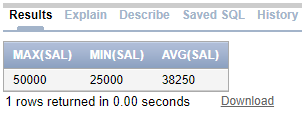 Results Explain Describe Saved SQL History
MAX(SAL) MIN(SAL) AVG(SAL)
50000 25000 38250
1 rows returned in 0.00 seconds Download